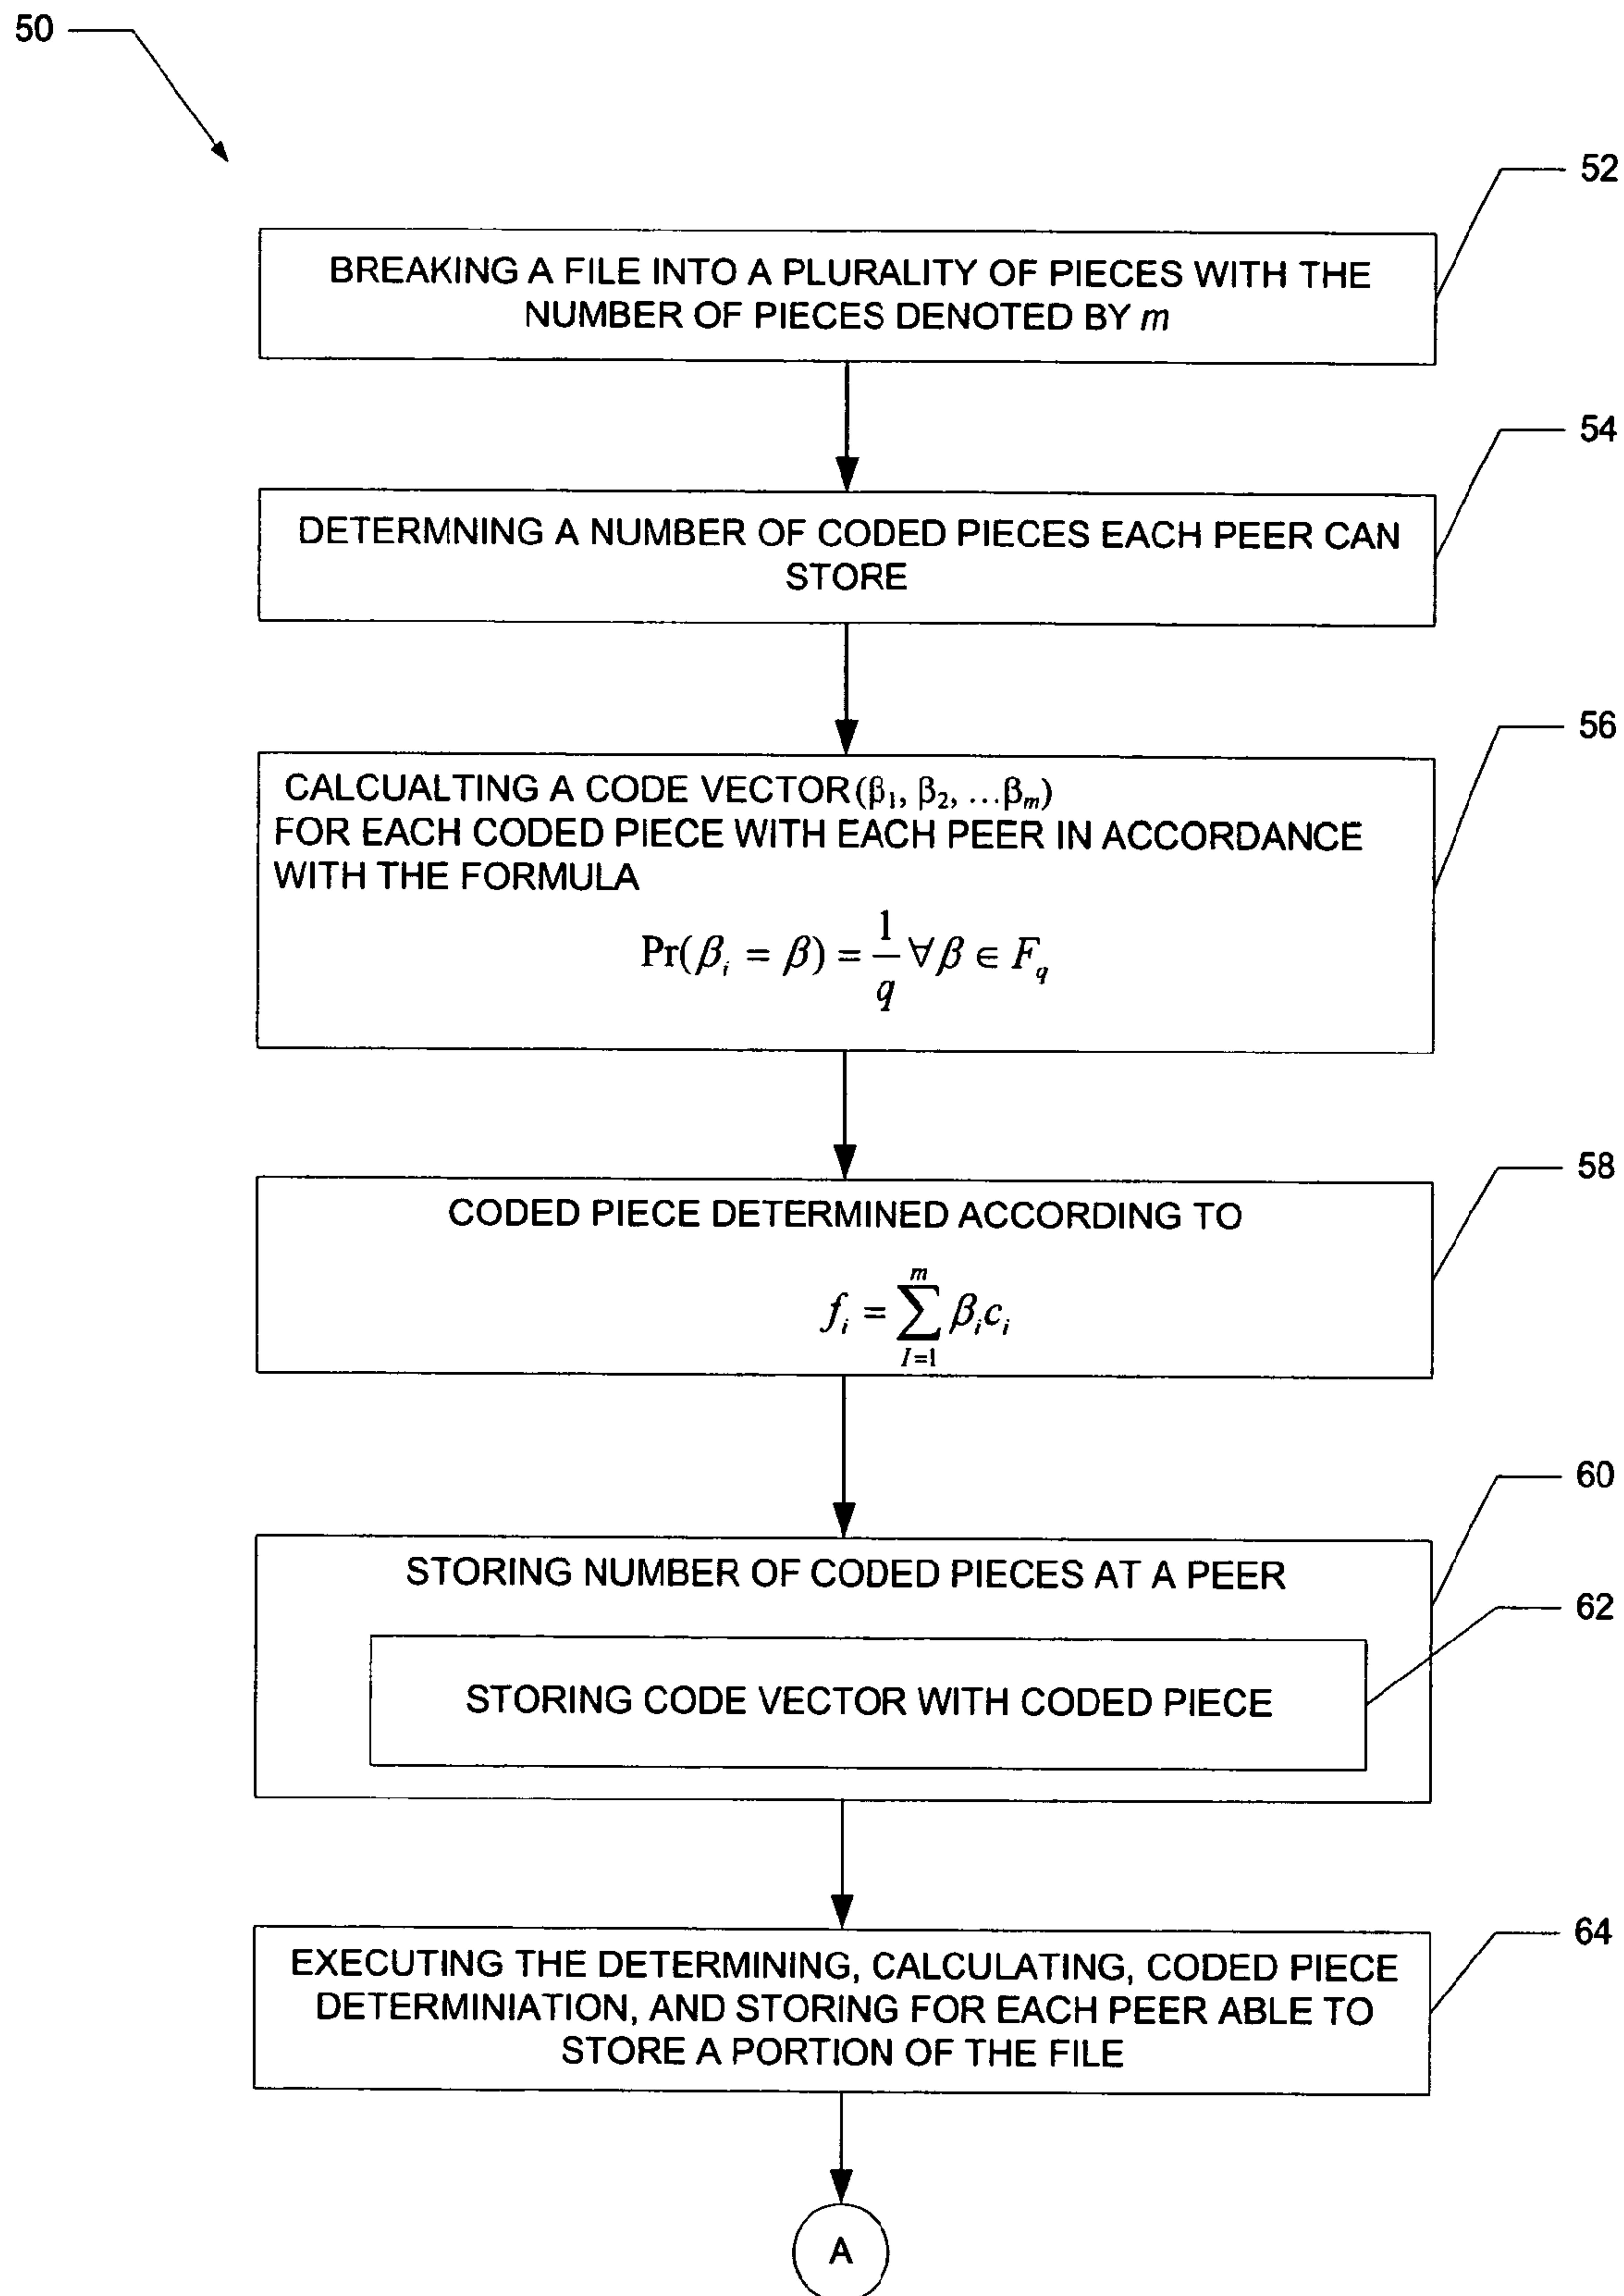 50
52
BREAKING A FILE INTO A PLURALITY OF PIECES WITH THE
NUMBER OF PIECES DENOTED BY m
54
DETERMNING A NUMBER OF CODED PIECES EACH PEER CAN
STORE
56
CALCUALTING A CODE VECTOR (β₁, β₂, …βₘ)
FOR EACH CODED PIECE WITH EACH PEER IN ACCORDANCE
WITH THE FORMULA
Pr(βᵢ = β) = 1/q ∀ β ∈ F_q
58
CODED PIECE DETERMINED ACCORDING TO
fᵢ = ∑_{I=1}^{m} βᵢcᵢ
60
STORING NUMBER OF CODED PIECES AT A PEER
62
STORING CODE VECTOR WITH CODED PIECE
64
EXECUTING THE DETERMINING, CALCULATING, CODED PIECE
DETERMINIATION, AND STORING FOR EACH PEER ABLE TO
STORE A PORTION OF THE FILE
A